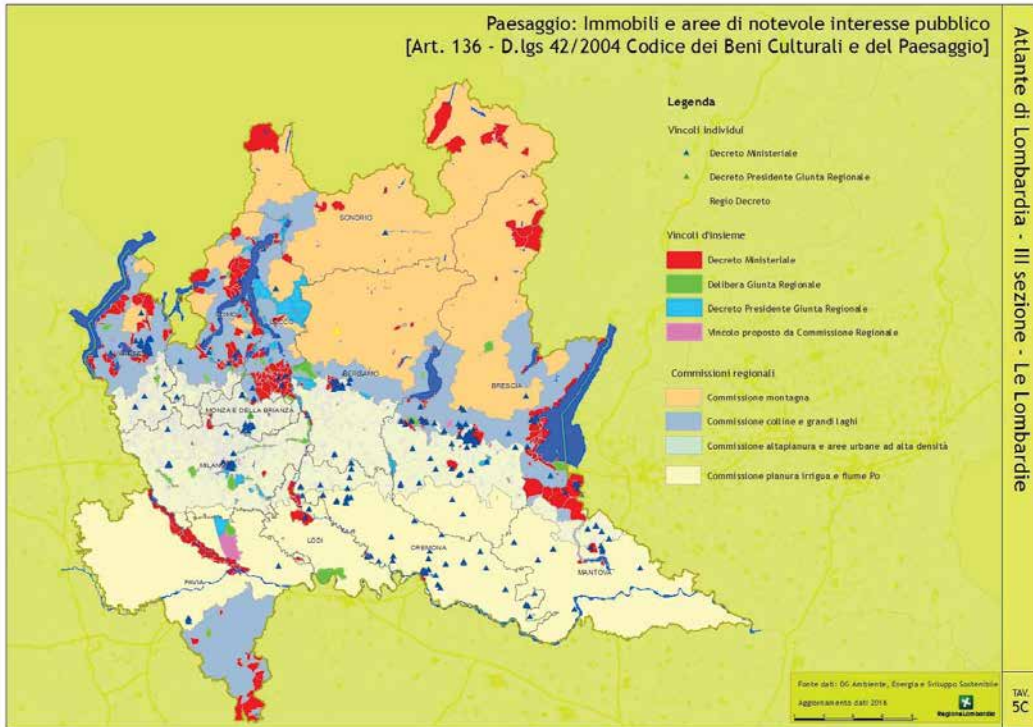 Paesaggio: Immobili e aree di notevole interesse pubblico
[Art. 136 - D.lgs 42/2004 Codice dei Beni Culturali e del Paesaggio]
Legenda
Vincoli individui
Decreto Ministeriale
Decreto Presidente Giunta Regionale
Regio Decreto
Vincoli d'insieme
Decreto Ministeriale
Delibera Giunta Regionale
Decreto Presidente Giunta Regionale
Vincolo proposto da Commissione Regionale
Commissioni regionali
Commissione montagna
Commissione colline e grandi laghi
Commissione altapianura e aree urbane ad alta densità
Commissione pianura irrigua e fiume Po
SONDRIO
COMO
LECCO
VARESE
BERGAMO
BRESCIA
MONZA E DELLA BRIANZA
MILANO
LODI
CREMONA
PAVIA
MANTOVA
Fonte dati: DG Ambiente, Energia e Sviluppo Sostenibile
Aggiornamento dati 2016
RegioneLombardia
Atlante di Lombardia - III sezione - Le Lombardie
TAV.
5C